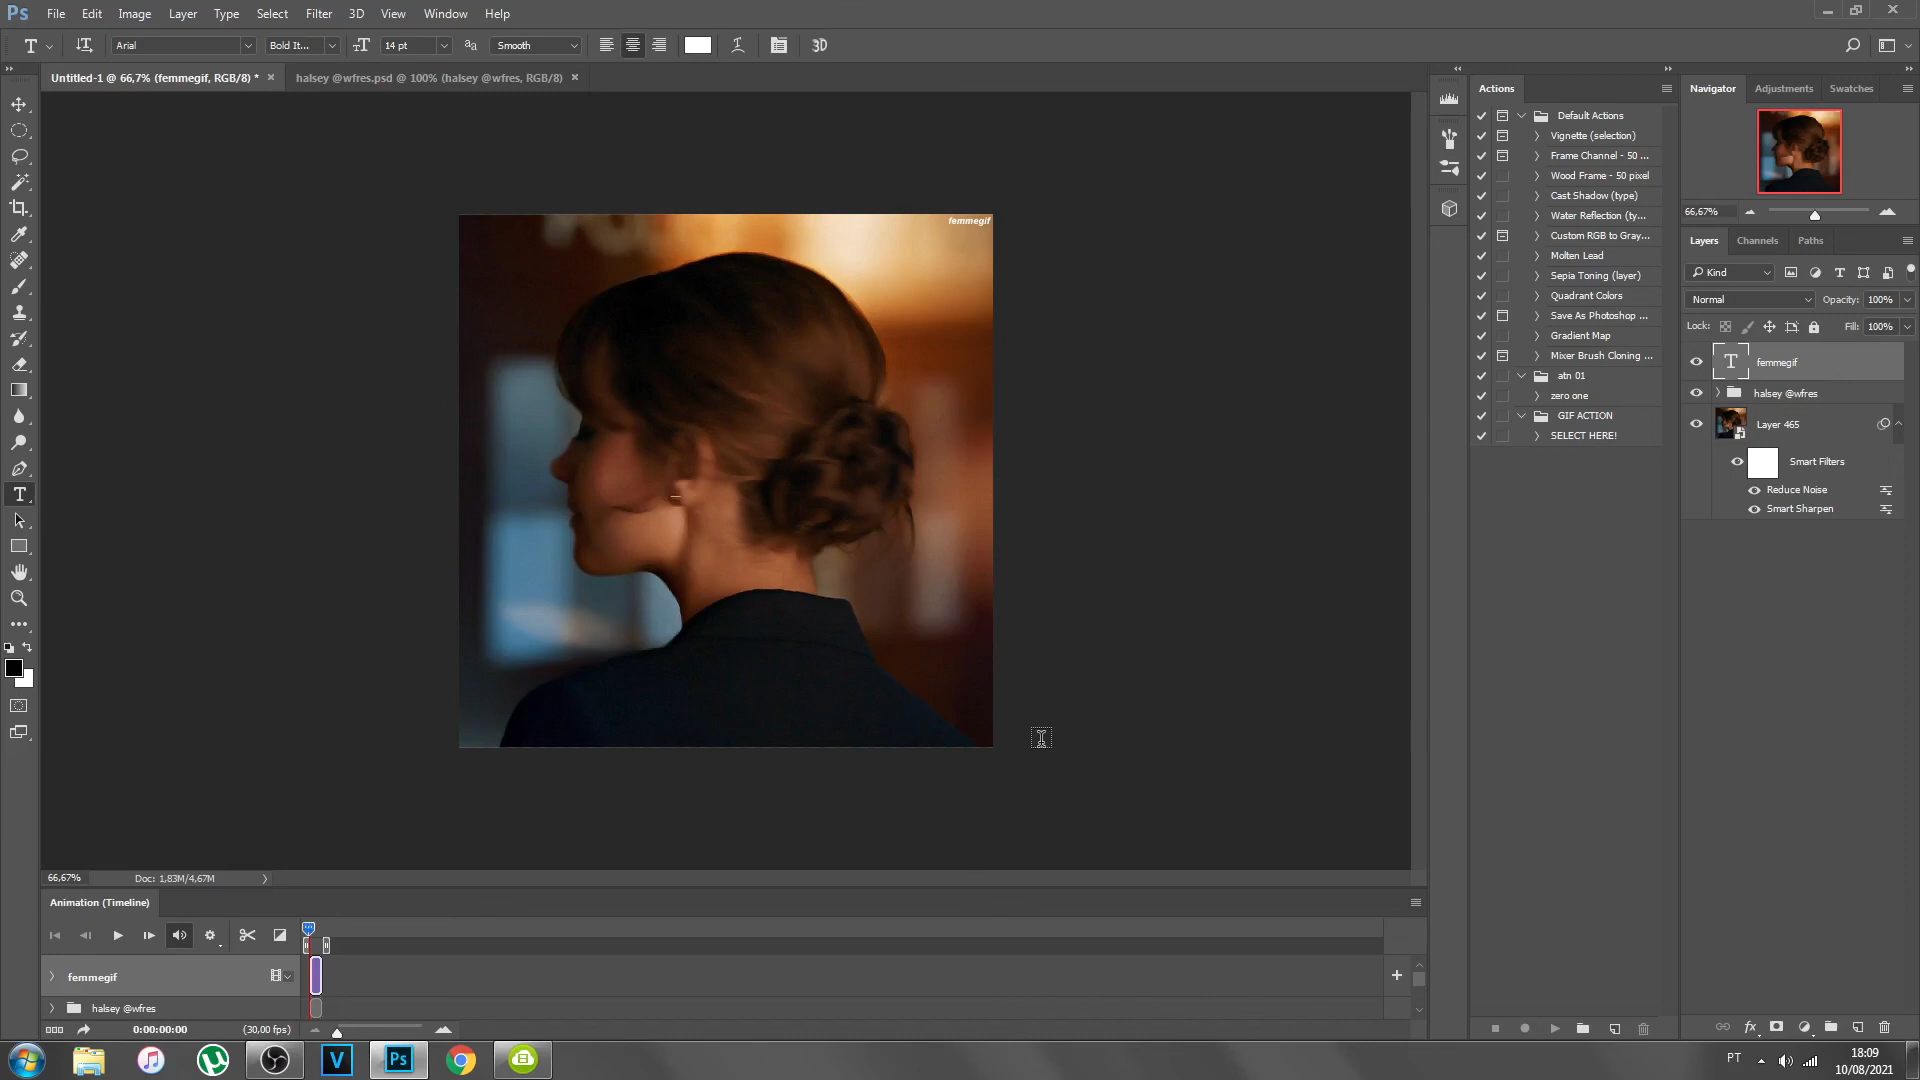 Ps File Edit Image Layer Type Select Filter 3D View Window Help
T Arial Bold It... 14 pt Smooth 3D
Untitled-1 @ 66,7% (femmegif, RGB/8) * halsey @wfres.psd @ 100% (halsey @wfres, RGB/8)
femmegif
66,67% Doc: 1,83M/4,67M
Animation (Timeline)
femmegif
halsey @wfres
0:00:00:00 (30,00 fps)
Actions
Default Actions
Vignette (selection)
Frame Channel - 50 ...
Wood Frame - 50 pixel
Cast Shadow (type)
Water Reflection (ty...
Custom RGB to Gray...
Molten Lead
Sepia Toning (layer)
Quadrant Colors
Save As Photoshop ...
Gradient Map
Mixer Brush Cloning ...
atn 01
zero one
GIF ACTION
SELECT HERE!
Navigator Adjustments Swatches
66,67%
Layers Channels Paths
Kind
Normal Opacity: 100%
Lock: Fill: 100%
femmegif
halsey @wfres
Layer 465
Smart Filters
Reduce Noise
Smart Sharpen
fx
V Ps PT 18:09
10/08/2021